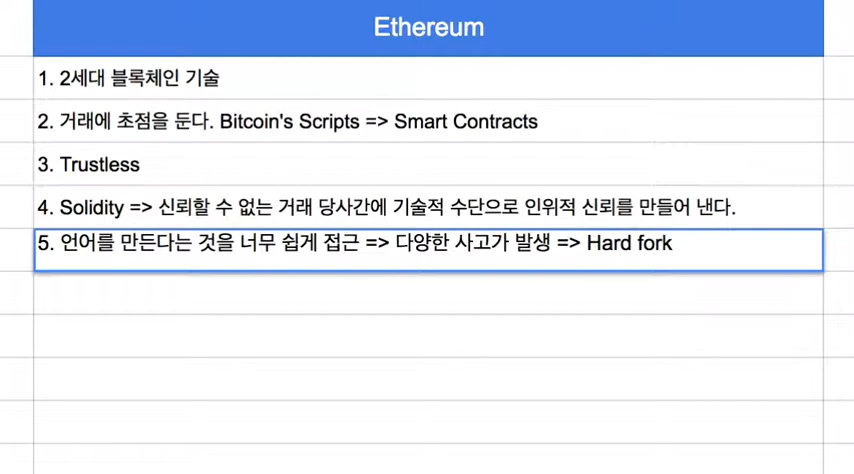 Ethereum
1. 2세대 블록체인 기술
2. 거래에 초점을 둔다. Bitcoin's Scripts => Smart Contracts
3. Trustless
4. Solidity => 신뢰할 수 없는 거래 당사간에 기술적 수단으로 인위적 신뢰를 만들어 낸다.
5. 언어를 만든다는 것을 너무 쉽게 접근 => 다양한 사고가 발생 => Hard fork